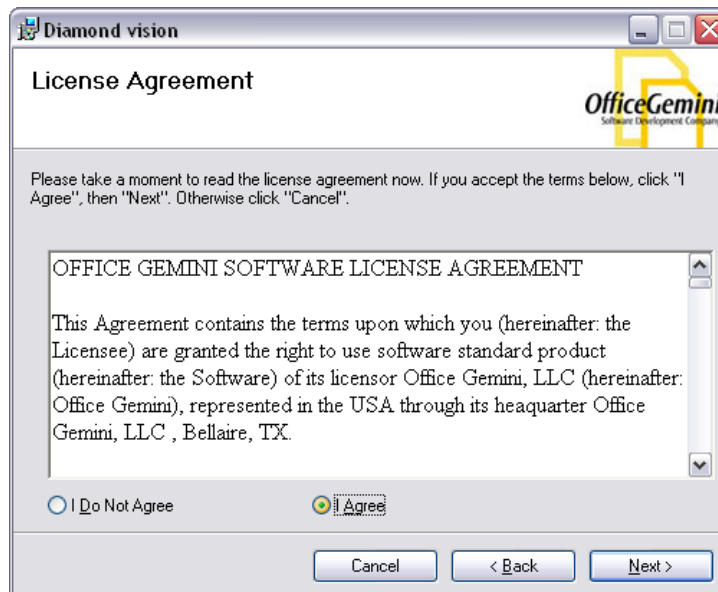 Diamond vision
License Agreement
OfficeGemini
Software Development Company
Please take a moment to read the license agreement now. If you accept the terms below, click "I
Agree", then "Next". Otherwise click "Cancel".
OFFICE GEMINI SOFTWARE LICENSE AGREEMENT
This Agreement contains the terms upon which you (hereinafter: the
Licensee) are granted the right to use software standard product
(hereinafter: the Software) of its licensor Office Gemini, LLC (hereinafter:
Office Gemini), represented in the USA through its heaquarter Office
Gemini, LLC , Bellaire, TX.
I Do Not Agree
I Agree
Cancel
< Back
Next >